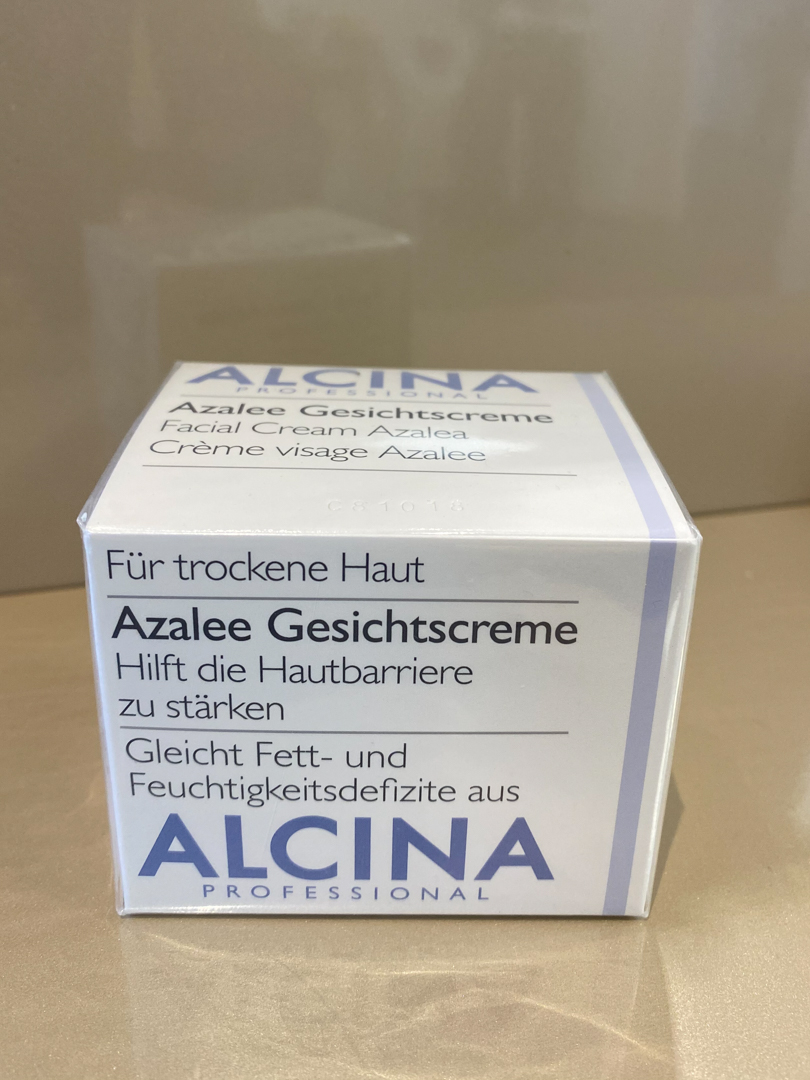 ALCINA
PROFESSIONAL
Azalee Gesichtscreme
Facial Cream Azalea
Crème visage Azalee
C81018
Für trockene Haut
Azalee Gesichtscreme
Hilft die Hautbarriere
zu stärken
Gleicht Fett- und
Feuchtigkeitsdefizite aus
ALCINA
PROFESSIONAL